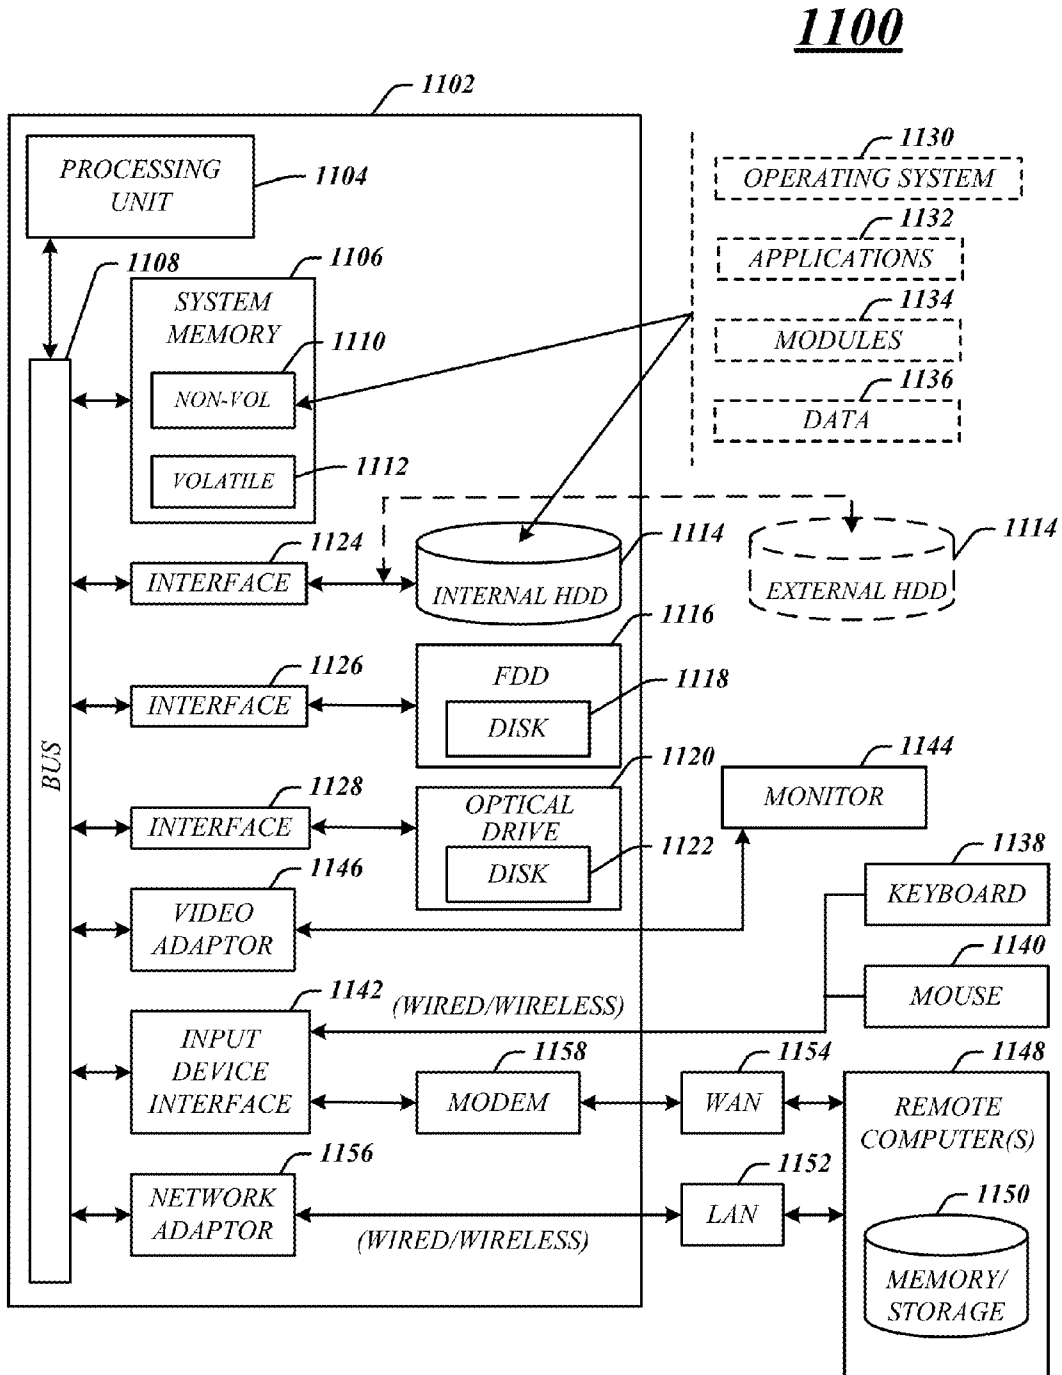 1100
1102
PROCESSING
UNIT
1104
1108
1106
SYSTEM
MEMORY
1110
NON-VOL
1112
VOLATILE
1130
OPERATING SYSTEM
1132
APPLICATIONS
1134
MODULES
1136
DATA
BUS
1124
INTERFACE
1114
INTERNAL HDD
1114
EXTERNAL HDD
1126
INTERFACE
1116
FDD
1118
DISK
1128
INTERFACE
1120
OPTICAL
DRIVE
1122
DISK
1144
MONITOR
1146
VIDEO
ADAPTOR
1138
KEYBOARD
1140
MOUSE
1142
INPUT
DEVICE
INTERFACE
(WIRED/WIRELESS)
1158
MODEM
1154
WAN
1148
REMOTE
COMPUTER(S)
1156
NETWORK
ADAPTOR
(WIRED/WIRELESS)
1152
LAN
1150
MEMORY/
STORAGE